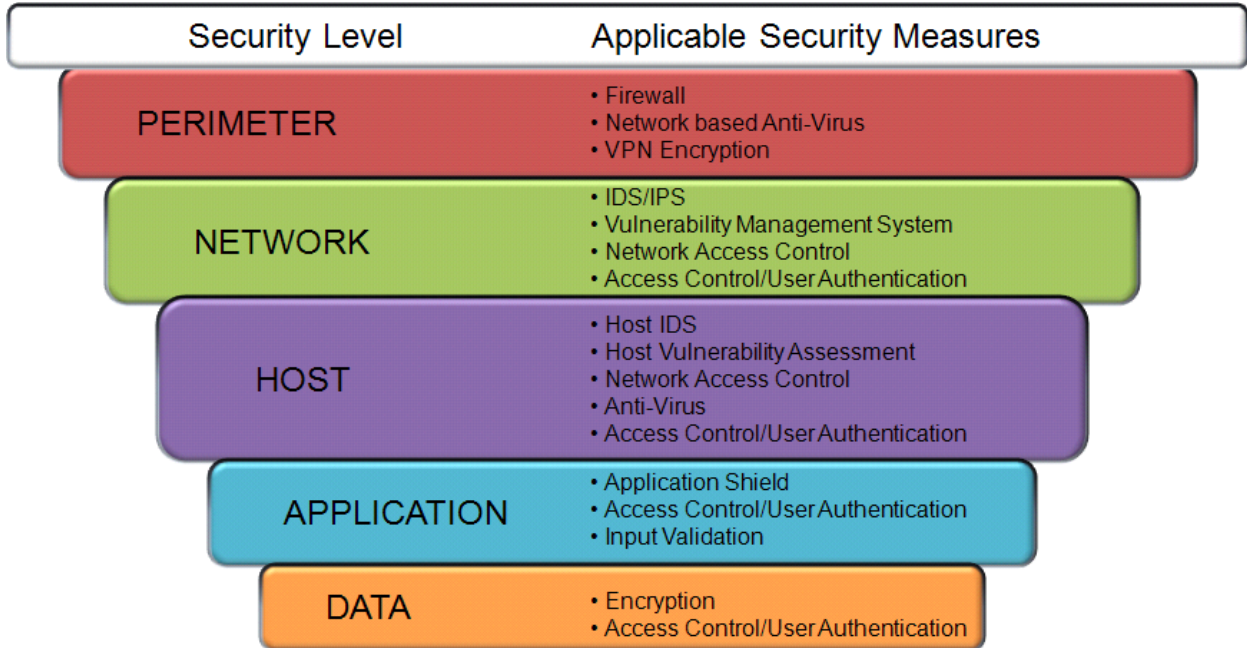 Security Level Applicable Security Measures
PERIMETER
• Firewall
• Network based Anti-Virus
• VPN Encryption
NETWORK
• IDS/IPS
• Vulnerability Management System
• Network Access Control
• Access Control/User Authentication
HOST
• Host IDS
• Host Vulnerability Assessment
• Network Access Control
• Anti-Virus
• Access Control/User Authentication
APPLICATION
• Application Shield
• Access Control/User Authentication
• Input Validation
DATA
• Encryption
• Access Control/User Authentication